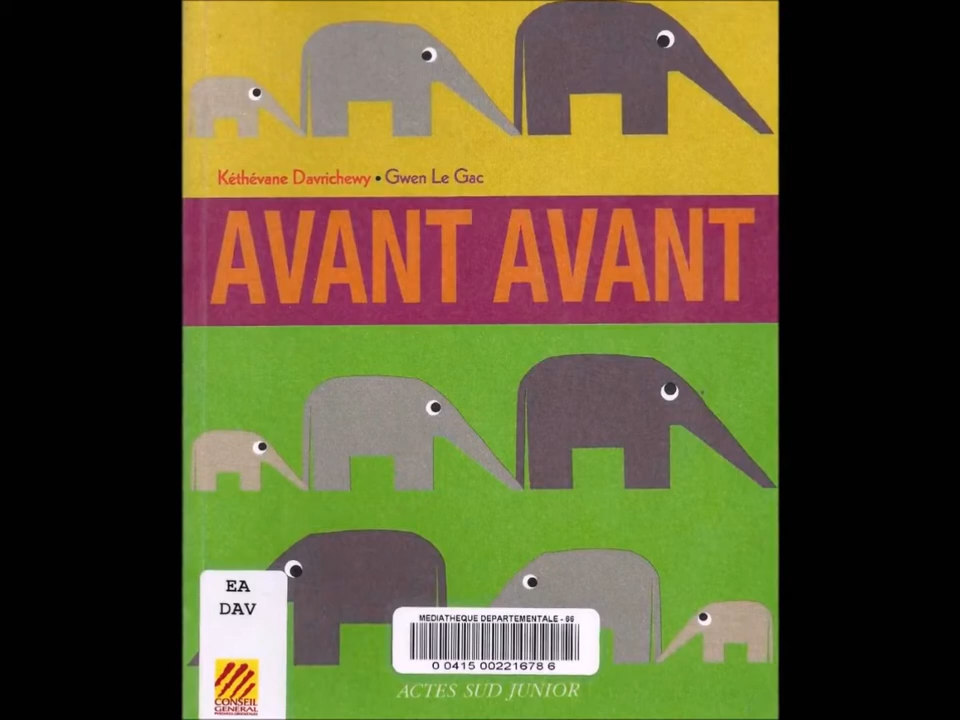 Kéthévane Davrichewy • Gwen Le Gac
AVANT AVANT
EA
DAV
MEDIATHEQUE DEPARTEMENTALE - 66
0 0415 00221678 6
CONSEIL
GENERAL
ACTES SUD JUNIOR